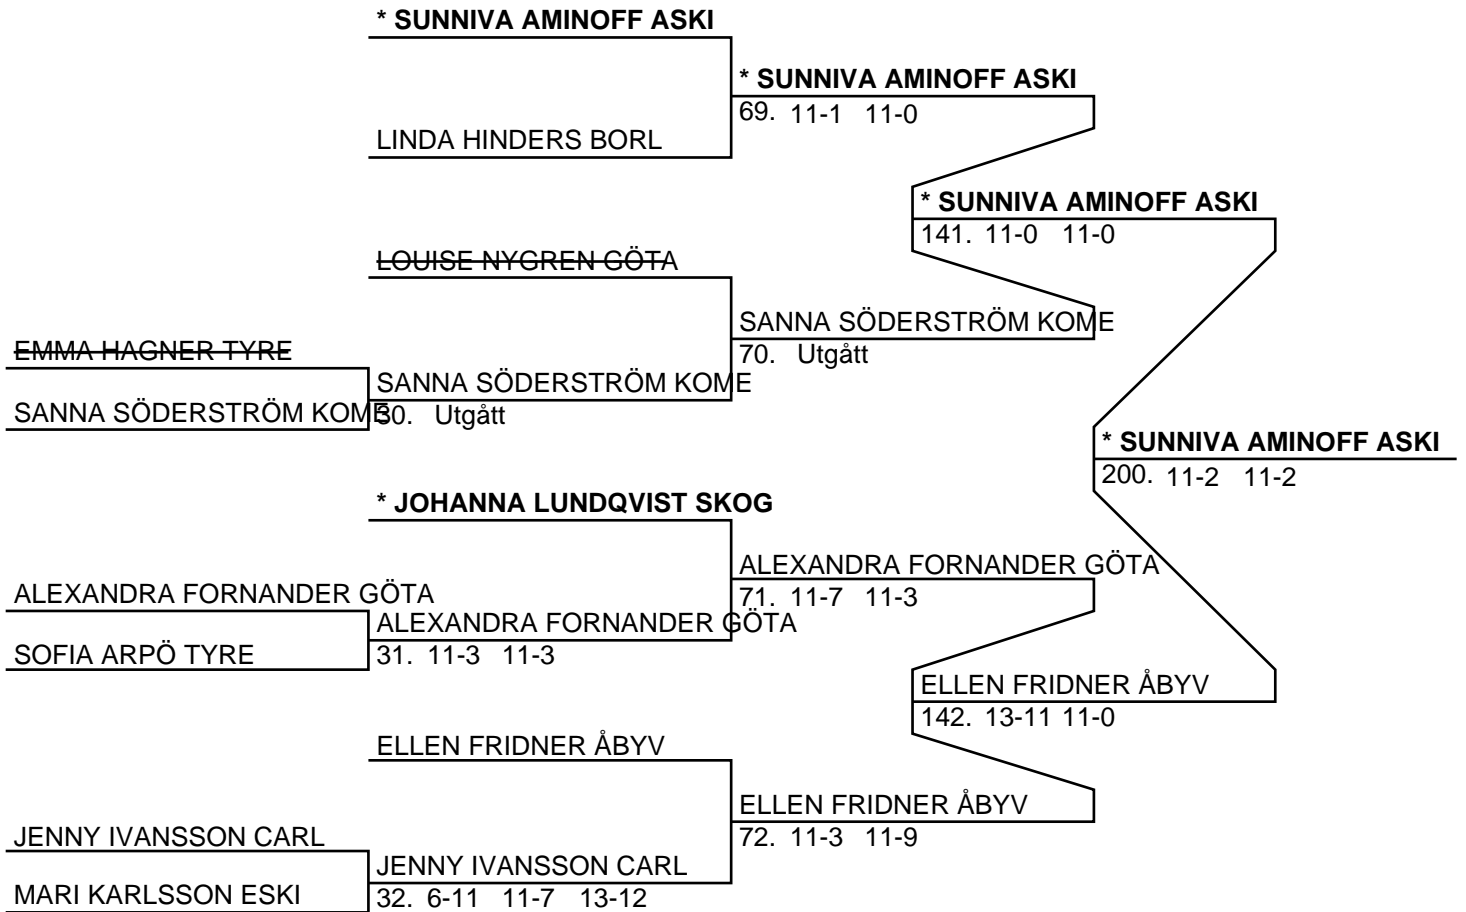 * SUNNIVA AMINOFF ASKI
* SUNNIVA AMINOFF ASKI
69. 11-1 11-0
LINDA HINDERS BORL
* SUNNIVA AMINOFF ASKI
141. 11-0 11-0
LOUISE NYGREN GÖTA
SANNA SÖDERSTRÖM KOME
70. Utgått
EMMA HAGNER TYRE
SANNA SÖDERSTRÖM KOME
30. Utgått
SANNA SÖDERSTRÖM KOME
* SUNNIVA AMINOFF ASKI
200. 11-2 11-2
* JOHANNA LUNDQVIST SKOG
ALEXANDRA FORNANDER GÖTA
71. 11-7 11-3
ALEXANDRA FORNANDER GÖTA
ALEXANDRA FORNANDER GÖTA
31. 11-3 11-3
SOFIA ARPÖ TYRE
ELLEN FRIDNER ÅBYV
142. 13-11 11-0
ELLEN FRIDNER ÅBYV
ELLEN FRIDNER ÅBYV
72. 11-3 11-9
JENNY IVANSSON CARL
JENNY IVANSSON CARL
32. 6-11 11-7 13-12
MARI KARLSSON ESKI